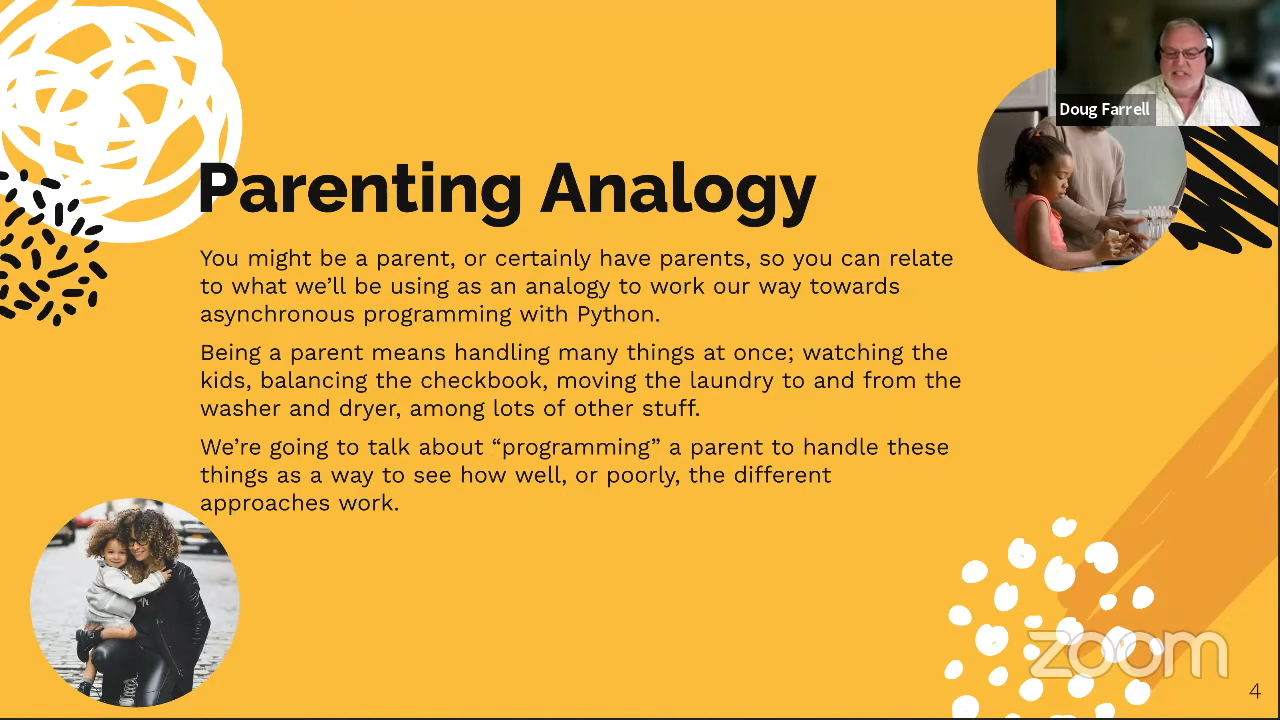 Doug Farrell
Parenting Analogy
You might be a parent, or certainly have parents, so you can relate
to what we’ll be using as an analogy to work our way towards
asynchronous programming with Python.
Being a parent means handling many things at once; watching the
kids, balancing the checkbook, moving the laundry to and from the
washer and dryer, among lots of other stuff.
We’re going to talk about “programming” a parent to handle these
things as a way to see how well, or poorly, the different
approaches work.
zoom
4